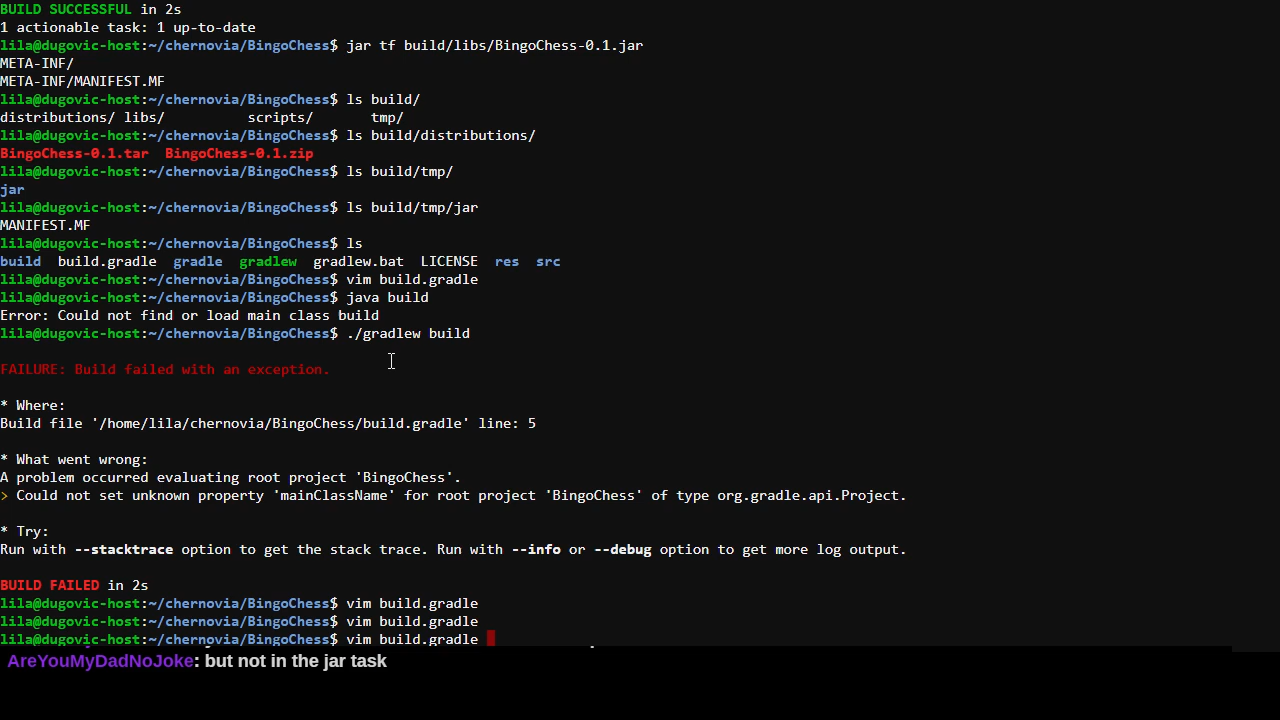 BUILD SUCCESSFUL in 2s
1 actionable task: 1 up-to-date
lila@dugovic-host:~/chernovia/BingoChess$ jar tf build/libs/BingoChess-0.1.jar
META-INF/
META-INF/MANIFEST.MF
lila@dugovic-host:~/chernovia/BingoChess$ ls build/
distributions/ libs/          scripts/       tmp/
lila@dugovic-host:~/chernovia/BingoChess$ ls build/distributions/
BingoChess-0.1.tar  BingoChess-0.1.zip
lila@dugovic-host:~/chernovia/BingoChess$ ls build/tmp/
jar
lila@dugovic-host:~/chernovia/BingoChess$ ls build/tmp/jar
MANIFEST.MF
lila@dugovic-host:~/chernovia/BingoChess$ ls
build  build.gradle  gradle  gradlew  gradlew.bat  LICENSE  res  src
lila@dugovic-host:~/chernovia/BingoChess$ vim build.gradle
lila@dugovic-host:~/chernovia/BingoChess$ java build
Error: Could not find or load main class build
lila@dugovic-host:~/chernovia/BingoChess$ ./gradlew build
FAILURE: Build failed with an exception.
* Where:
Build file '/home/lila/chernovia/BingoChess/build.gradle' line: 5
* What went wrong:
A problem occurred evaluating root project 'BingoChess'.
> Could not set unknown property 'mainClassName' for root project 'BingoChess' of type org.gradle.api.Project.
* Try:
Run with --stacktrace option to get the stack trace. Run with --info or --debug option to get more log output.
BUILD FAILED in 2s
lila@dugovic-host:~/chernovia/BingoChess$ vim build.gradle
lila@dugovic-host:~/chernovia/BingoChess$ vim build.gradle
lila@dugovic-host:~/chernovia/BingoChess$ vim build.gradle
AreYouMyDadNoJoke: but not in the jar task